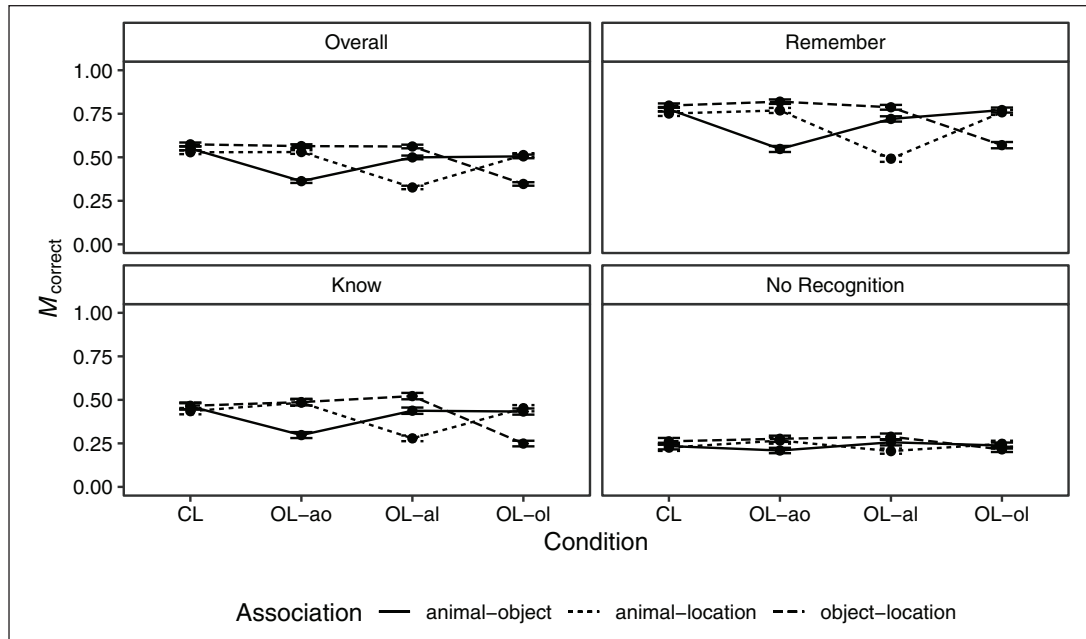 Overall
Remember
1.00
0.75
0.50
0.25
0.00
Know
No Recognition
1.00
0.75
0.50
0.25
0.00
Mcorrect
CL
OL−ao
OL−al
OL−ol
CL
OL−ao
OL−al
OL−ol
Condition
Association animal−object animal−location object−location